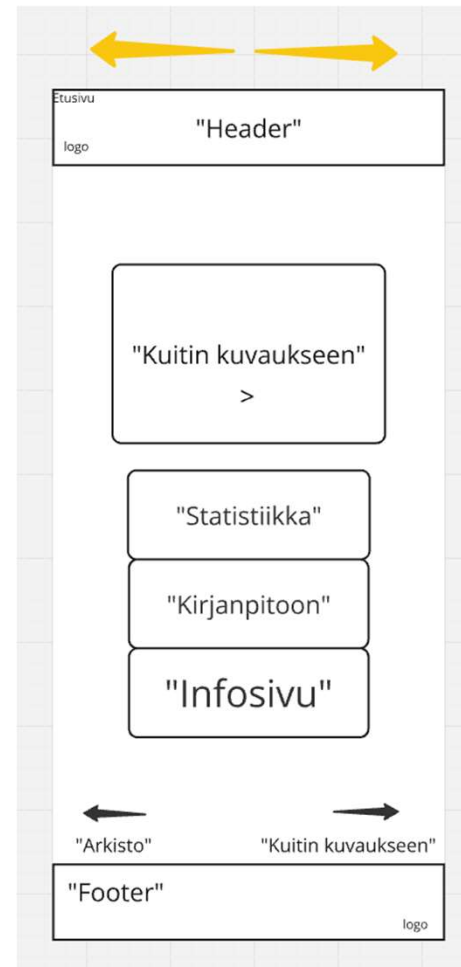 Etusivu
"Header"
logo
"Kuitin kuvaukseen"
>
"Statistiikka"
"Kirjanpitoon"
"Infosivu"
"Arkisto"
"Kuitin kuvaukseen"
"Footer"
logo